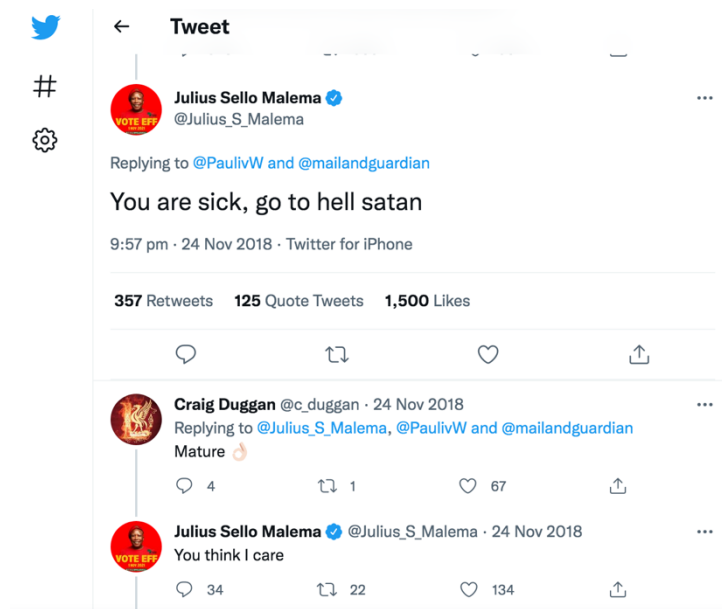 Tweet
Julius Sello Malema
@Julius_S_Malema
Replying to @PaulivW and @mailandguardian
You are sick, go to hell satan
9:57 pm · 24 Nov 2018 · Twitter for iPhone
357 Retweets 125 Quote Tweets 1,500 Likes
Craig Duggan @c_duggan · 24 Nov 2018
Replying to @Julius_S_Malema, @PaulivW and @mailandguardian
Mature 👌🏻
4 1 67
Julius Sello Malema @Julius_S_Malema · 24 Nov 2018
VOTE EFF
You think I care
34 22 134